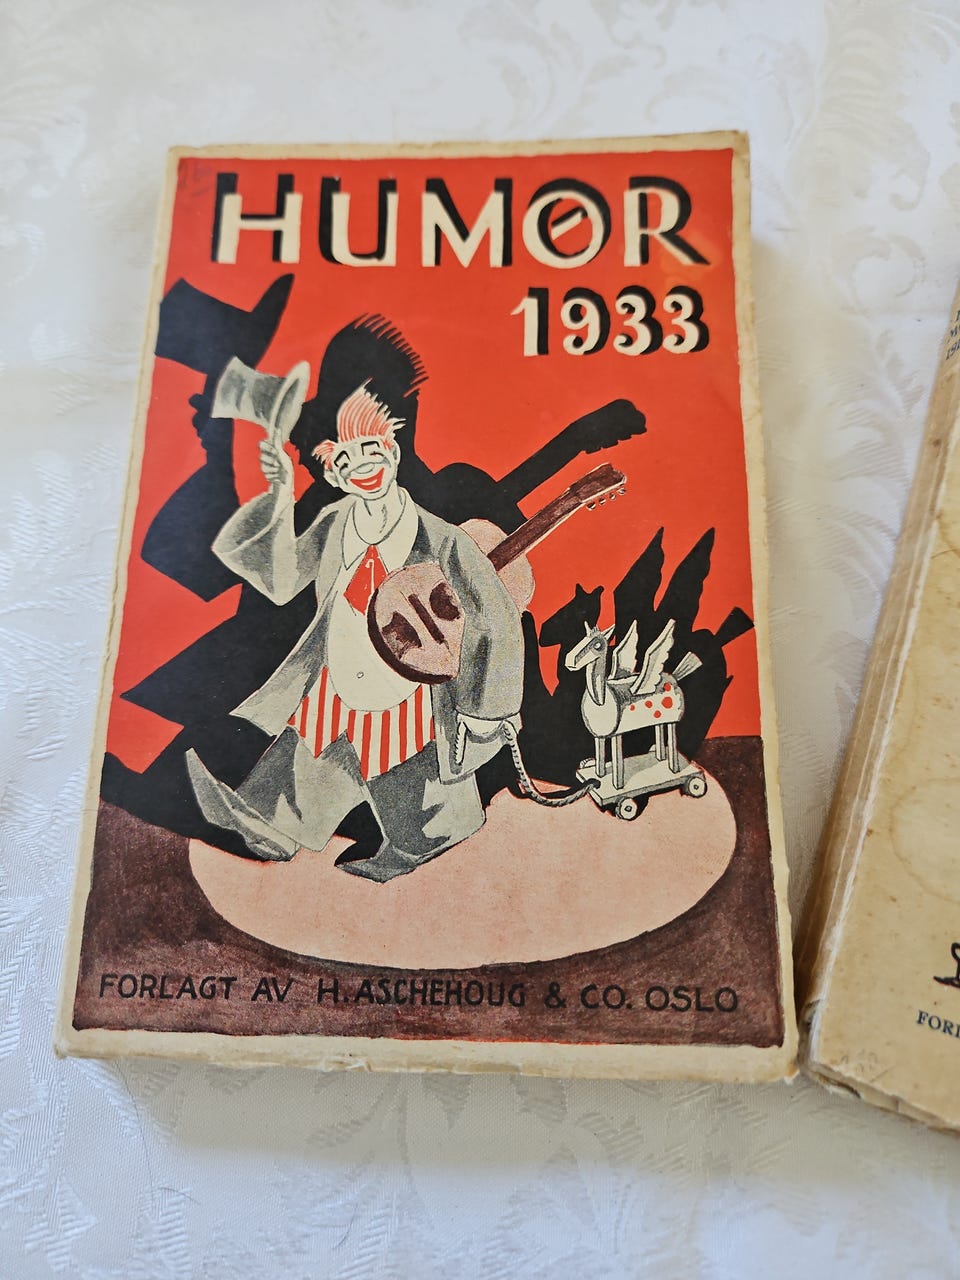 HUMØR
1933
FORLAGT AV H. ASCHEHOUG & CO. OSLO